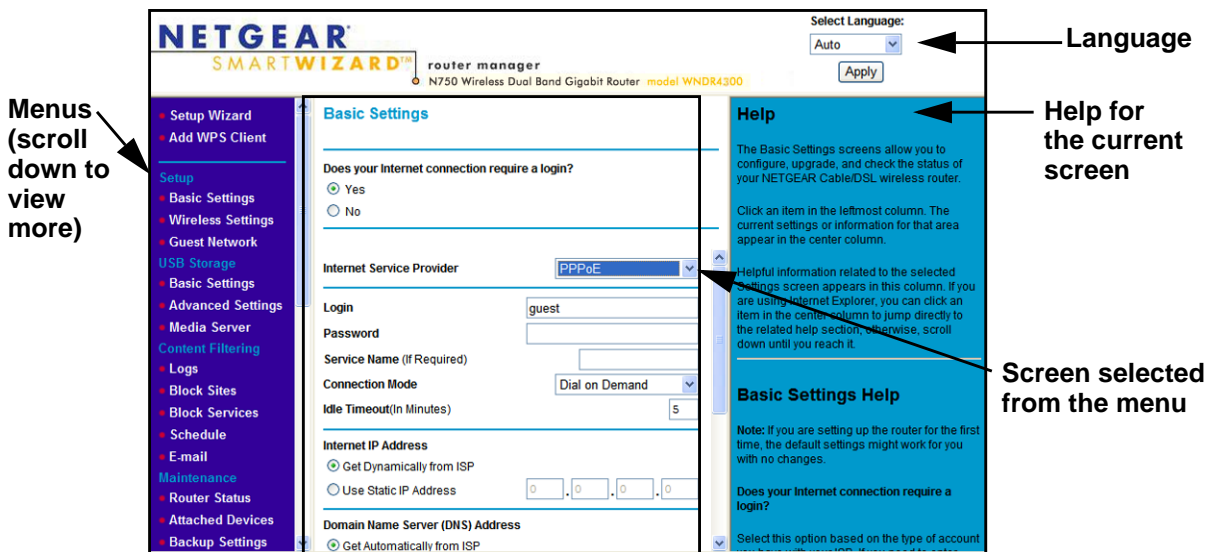 NETGEAR®
SMARTWIZARD™
router manager
N750 Wireless Dual Band Gigabit Router model WNDR4300
Select Language:
Auto
Apply
Language
Menus
(scroll
down to
view
more)
Setup Wizard
Add WPS Client
Setup
Basic Settings
Wireless Settings
Guest Network
USB Storage
Basic Settings
Advanced Settings
Media Server
Content Filtering
Logs
Block Sites
Block Services
Schedule
E-mail
Maintenance
Router Status
Attached Devices
Backup Settings
Basic Settings
Does your Internet connection require a login?
Yes
No
Internet Service Provider
PPPoE
Login
guest
Password
Service Name (If Required)
Connection Mode
Dial on Demand
Idle Timeout(In Minutes)
5
Internet IP Address
Get Dynamically from ISP
Use Static IP Address
0 . 0 . 0 . 0
Domain Name Server (DNS) Address
Get Automatically from ISP
Help
The Basic Settings screens allow you to
configure, upgrade, and check the status of
your NETGEAR Cable/DSL wireless router.
Click an item in the leftmost column. The
current settings or information for that area
appear in the center column.
Helpful information related to the selected
Settings screen appears in this column. If you
are using Internet Explorer, you can click an
item in the center column to jump directly to
the related help section; otherwise, scroll
down until you reach it.
Basic Settings Help
Note: If you are setting up the router for the first
time, the default settings might work for you
with no changes.
Does your Internet connection require a
login?
Select this option based on the type of account
Help for
the current
screen
Screen selected
from the menu